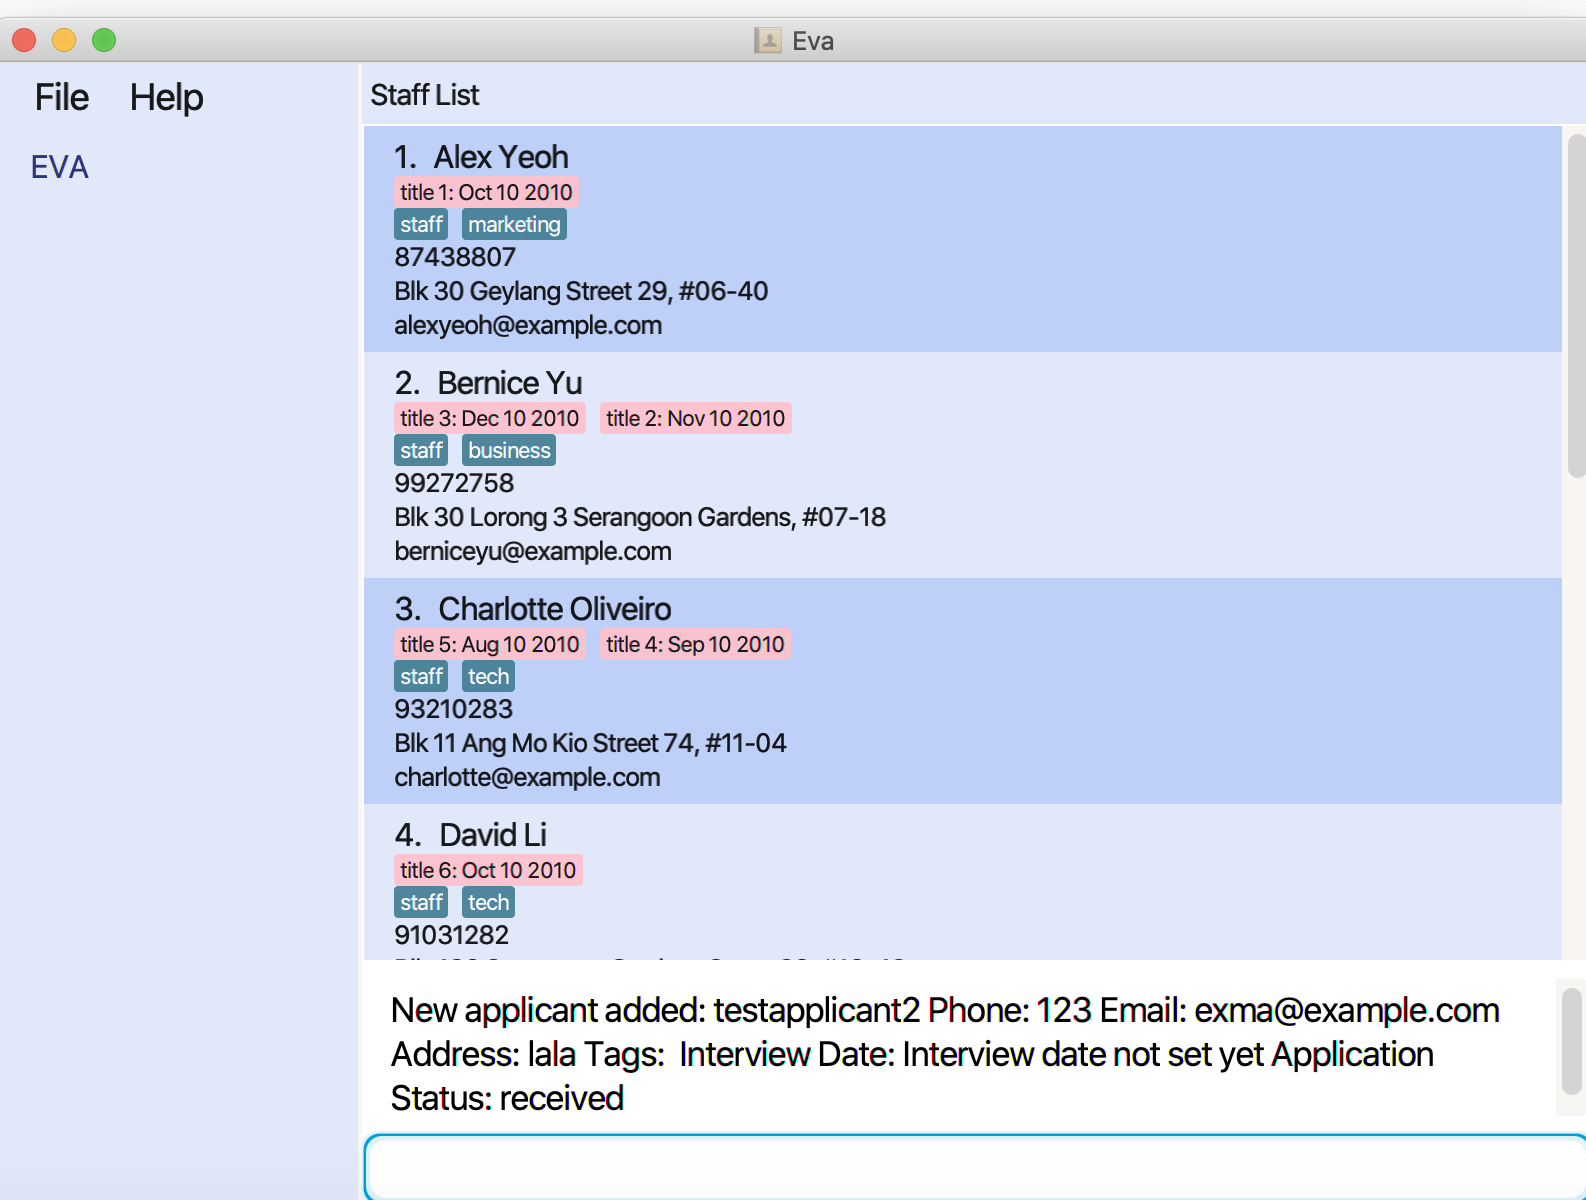 Eva
File Help
EVA
Staff List
1. Alex Yeoh
title 1: Oct 10 2010
staff marketing
87438807
Blk 30 Geylang Street 29, #06-40
alexyeoh@example.com
2. Bernice Yu
title 3: Dec 10 2010 title 2: Nov 10 2010
staff business
99272758
Blk 30 Lorong 3 Serangoon Gardens, #07-18
berniceyu@example.com
3. Charlotte Oliveiro
title 5: Aug 10 2010 title 4: Sep 10 2010
staff tech
93210283
Blk 11 Ang Mo Kio Street 74, #11-04
charlotte@example.com
4. David Li
title 6: Oct 10 2010
staff tech
91031282
New applicant added: testapplicant2 Phone: 123 Email: exma@example.com
Address: lala Tags:  Interview Date: Interview date not set yet Application
Status: received